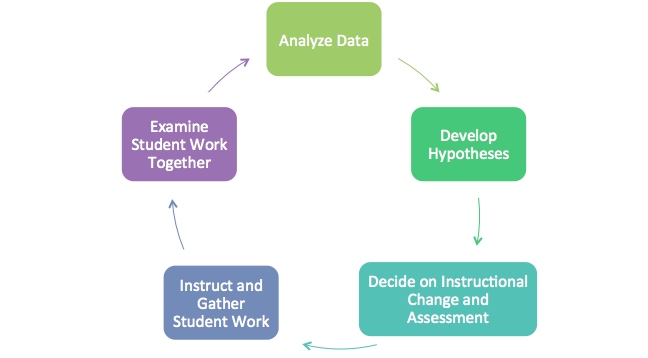 Analyze Data
Develop
Hypotheses
Decide on Instructional
Change and
Assessment
Instruct and
Gather
Student Work
Examine
Student Work
Together